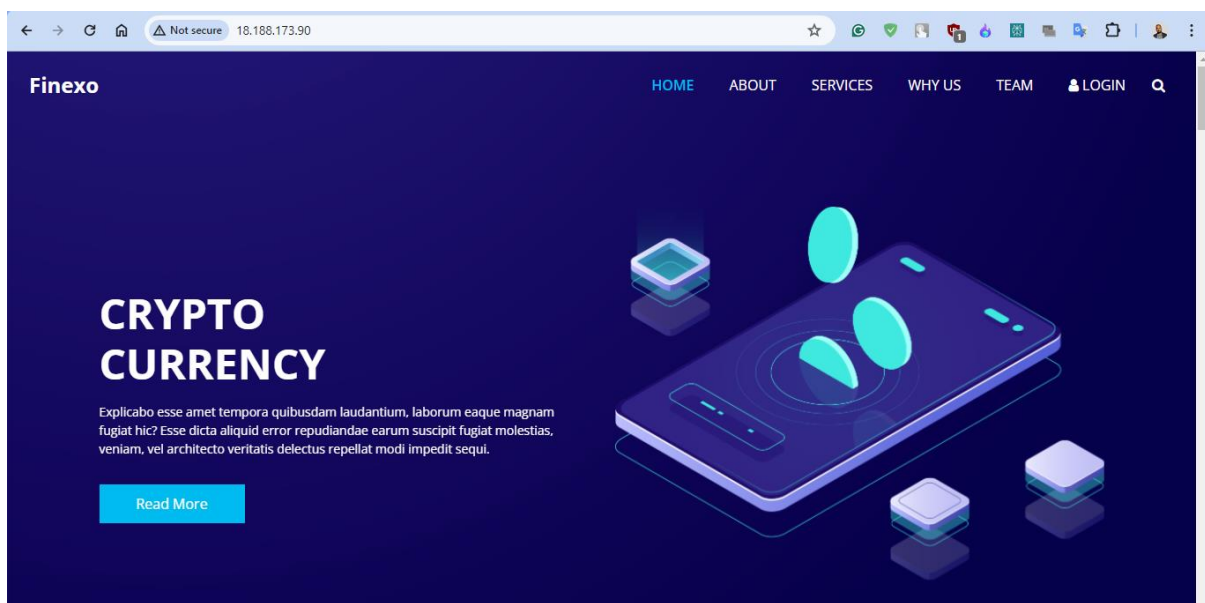 Not secure 18.188.173.90
1
Finexo
HOME ABOUT SERVICES WHY US TEAM LOGIN
CRYPTO
CURRENCY
Explicabo esse amet tempora quibusdam laudantium, laborum eaque magnam
fugiat hic? Esse dicta aliquid error repudiandae earum suscipit fugiat molestias,
veniam, vel architecto veritatis delectus repellat modi impedit sequi.
Read More